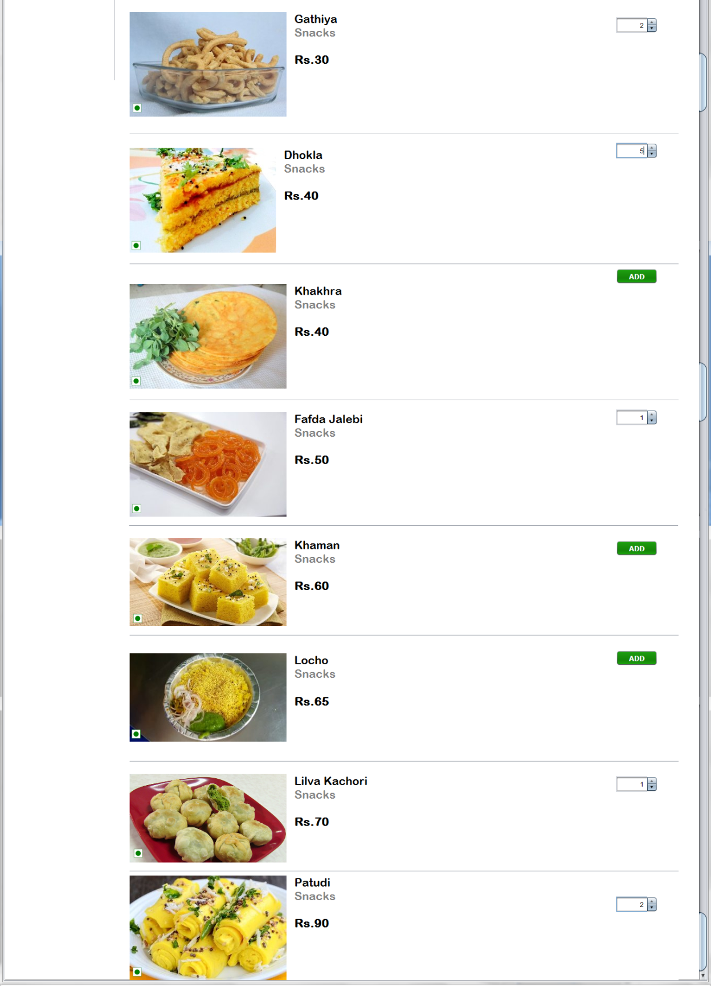 Gathiya
Snacks
2
Rs.30
Dhokla
Snacks
5
Rs.40
ADD
Khakhra
Snacks
Rs.40
Fafda Jalebi
Snacks
1
Rs.50
Khaman
Snacks
ADD
Rs.60
Locho
Snacks
ADD
Rs.65
Lilva Kachori
Snacks
1
Rs.70
Patudi
Snacks
2
Rs.90